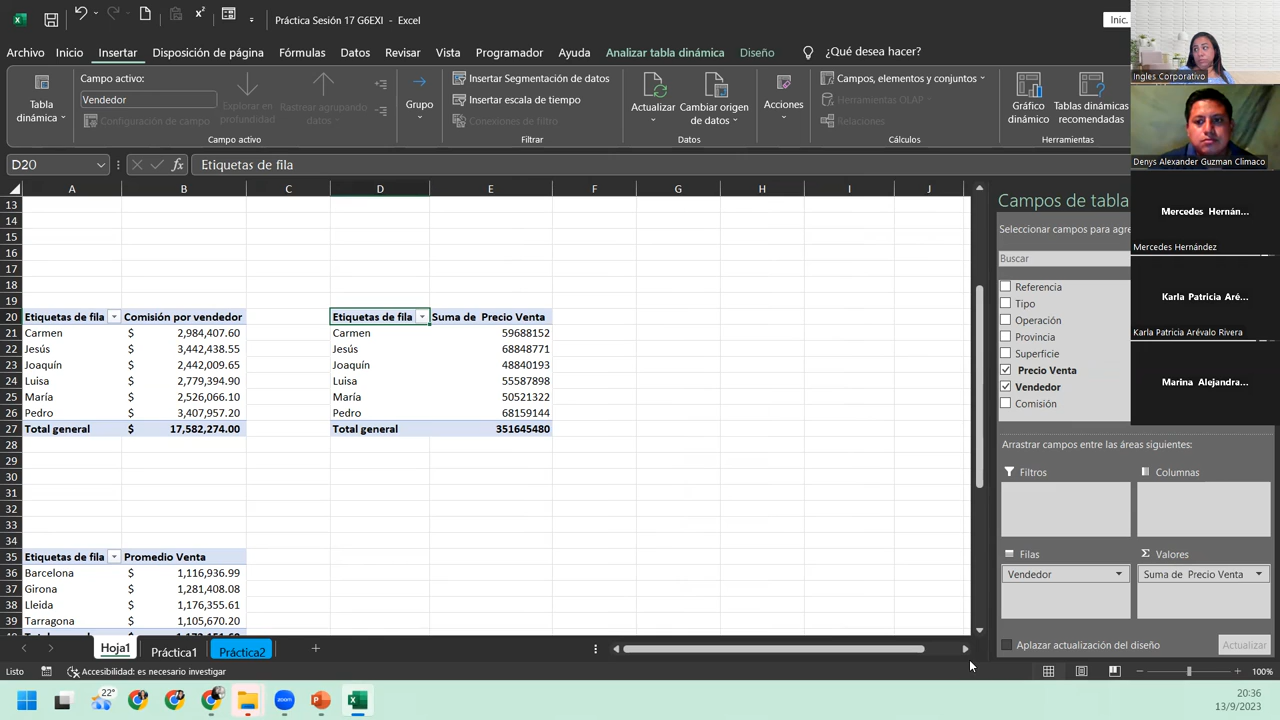 Práctica Sesión 17 G6EXI - Excel
Inic.
Archivo Inicio Insertar Disposición de página Fórmulas Datos Revisar Vista Programador Ayuda Analizar tabla dinámica Diseño ¿Qué desea hacer?
Tabla dinámica
Campo activo:
Vendedor
Configuración de campo
Explorar en profundidad
Rastrear agrupando datos
Campo activo
Grupo
Insertar Segmentación de datos
Insertar escala de tiempo
Conexiones de filtro
Filtrar
Actualizar
Cambiar origen de datos
Datos
Acciones
Campos, elementos y conjuntos
Herramientas OLAP
Relaciones
Cálculos
Gráfico dinámico
Tablas dinámicas recomendadas
Herramientas
D20 fx Etiquetas de fila
A B C D E F G H I J
13
14
15
16
17
18
19
20 Etiquetas de fila Comisión por vendedor Etiquetas de fila Suma de Precio Venta
21 Carmen $ 2,984,407.60 Carmen 59688152
22 Jesús $ 3,442,438.55 Jesús 68848771
23 Joaquín $ 2,442,009.65 Joaquín 48840193
24 Luisa $ 2,779,394.90 Luisa 55587898
25 María $ 2,526,066.10 María 50521322
26 Pedro $ 3,407,957.20 Pedro 68159144
27 Total general $ 17,582,274.00 Total general 351645480
28
29
30
31
32
33
34
35 Etiquetas de fila Promedio Venta
36 Barcelona $ 1,116,936.99
37 Girona $ 1,281,408.08
38 Lleida $ 1,176,355.61
39 Tarragona $ 1,105,670.20
Campos de tabla
Seleccionar campos para agre
Buscar
Referencia
Tipo
Operación
Provincia
Superficie
Precio Venta
Vendedor
Comisión
Arrastrar campos entre las áreas siguientes:
Filtros
Columnas
Filas
Σ Valores
Vendedor
Suma de Precio Venta
Aplazar actualización del diseño
Actualizar
Ingles Corporativo
Denys Alexander Guzman Climaco
Mercedes Hernán...
Mercedes Hernández
Karla Patricia Aré...
Karla Patricia Arévalo Rivera
Marina Alejandra...
Hoja1 Práctica1 Práctica2
Listo Accesibilidad: es necesario investigar
100%
22°
zoom
20:36
13/9/2023